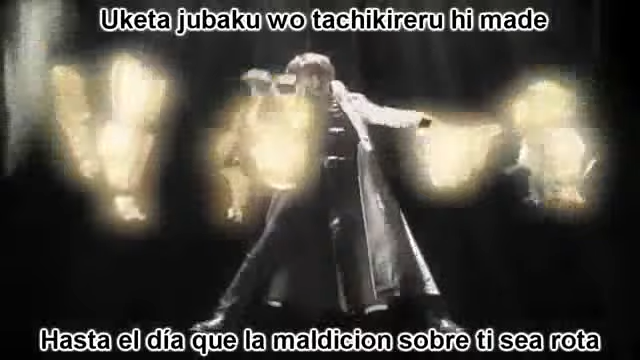 Uketa jubaku wo tachikireru hi made
Hasta el día que la maldicion sobre ti sea rota